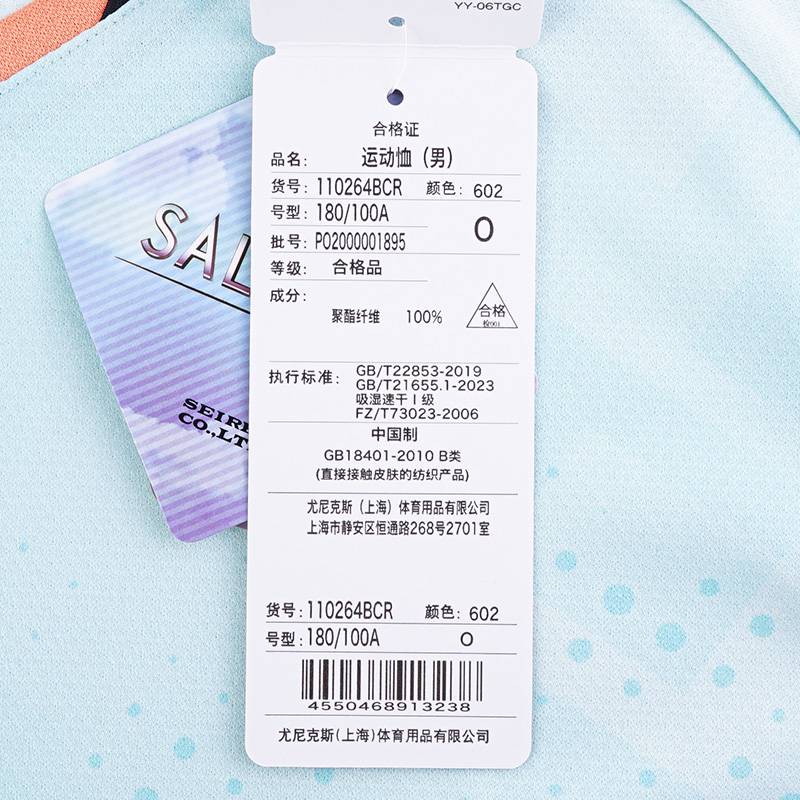 YY-06TGC
合格证
品名: 运动恤(男)
货号: 110264BCR 颜色: 602
号型: 180/100A O
批号: PO2000001895
等级: 合格品
成分:
聚酯纤维 100%
合格
检001
执行标准: GB/T22853-2019
GB/T21655.1-2023
吸湿速干Ⅰ级
FZ/T73023-2006
中国制
GB18401-2010 B类
(直接接触皮肤的纺织产品)
尤尼克斯(上海)体育用品有限公司
上海市静安区恒通路268号2701室
货号: 110264BCR 颜色: 602
号型: 180/100A O
4550468913238
尤尼克斯(上海)体育用品有限公司
SAL
SEIRE
CO.,LT